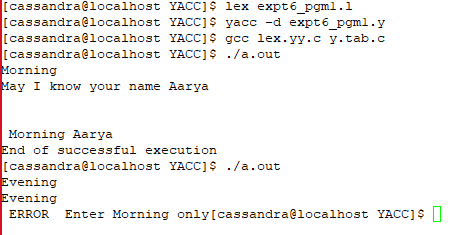 [cassandra@localhost YACC]$ lex expt6_pgm1.l
[cassandra@localhost YACC]$ yacc -d expt6_pgm1.y
[cassandra@localhost YACC]$ gcc lex.yy.c y.tab.c
[cassandra@localhost YACC]$ ./a.out
Morning
May I know your name Aarya
Morning Aarya
End of successful execution
[cassandra@localhost YACC]$ ./a.out
Evening
Evening
ERROR  Enter Morning only[cassandra@localhost YACC]$